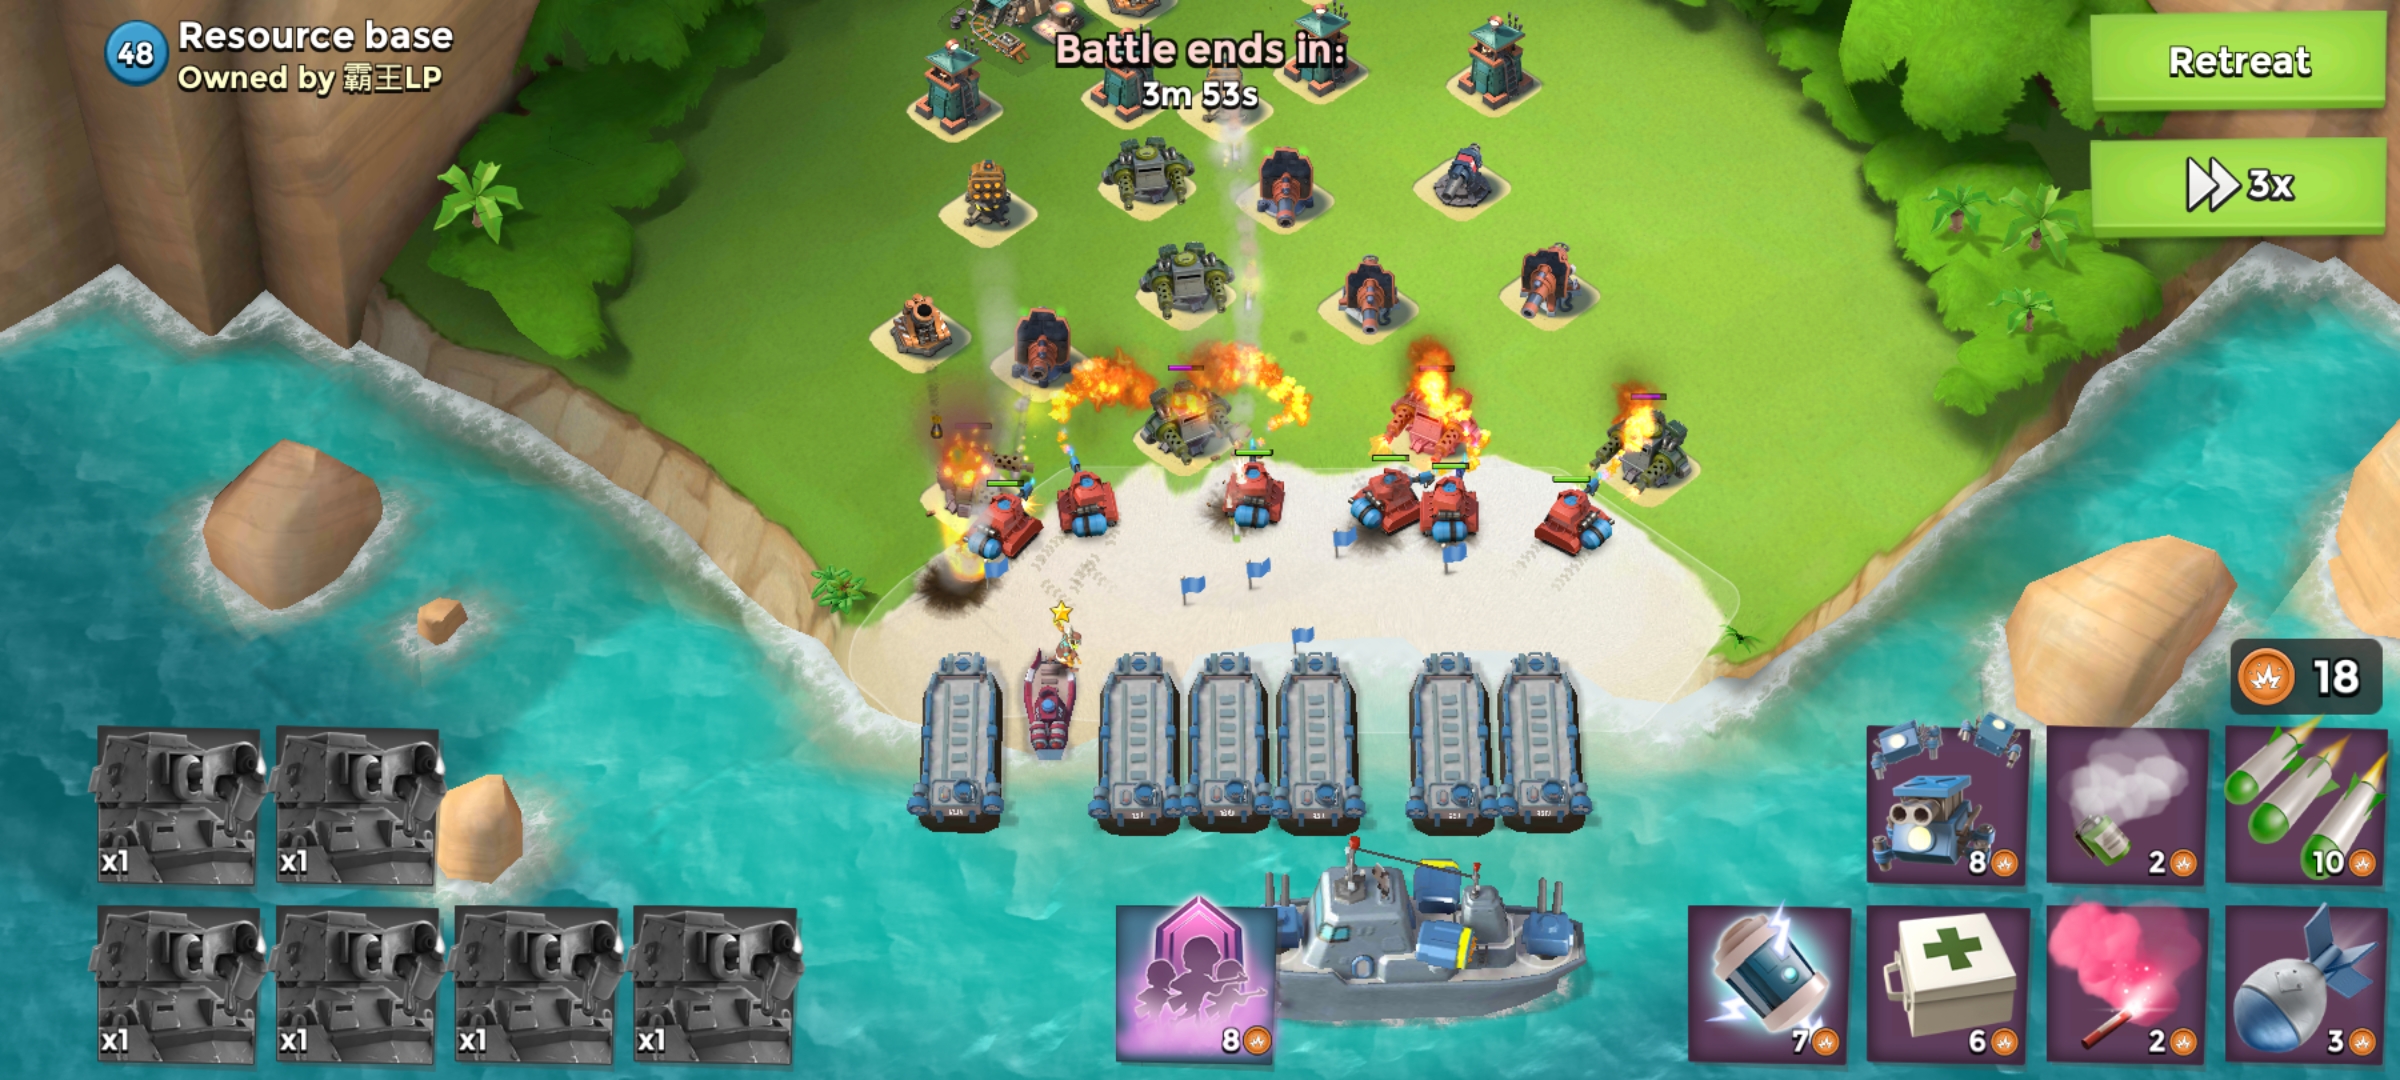 48
Resource base
Owned by 霸王LP
Battle ends in:
3m 53s
Retreat
3x
18
8
2
10
x1
x1
x1
x1
x1
x1
8
7
6
2
3